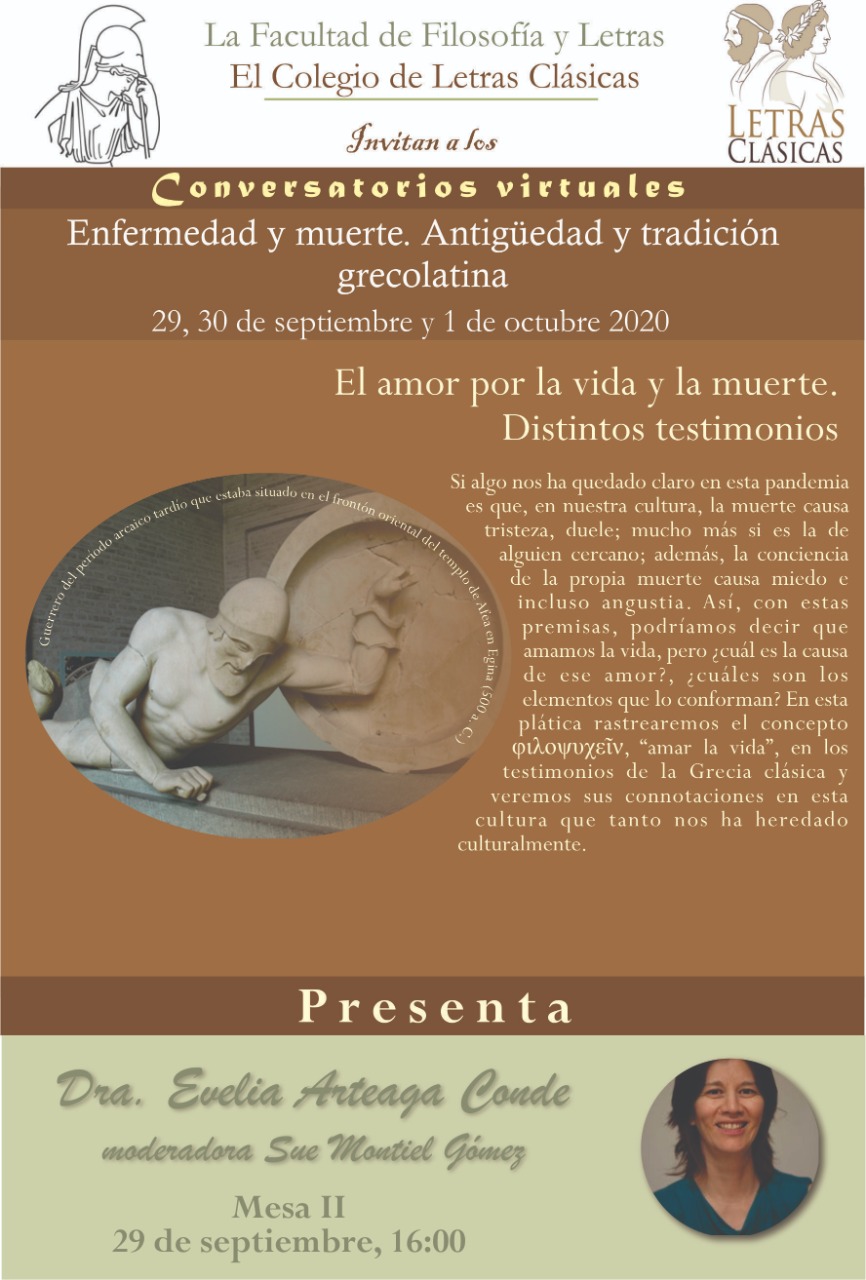 La Facultad de Filosofía y Letras
El Colegio de Letras Clásicas
Invitan a los
LETRAS
CLÁSICAS
Conversatorios virtuales
Enfermedad y muerte. Antigüedad y tradición
grecolatina
29, 30 de septiembre y 1 de octubre 2020
El amor por la vida y la muerte.
Distintos testimonios
Guerrero del período arcaico tardío que estaba situado en el frontón oriental del templo de Afea en Egina (500 a. C.)
Si algo nos ha quedado claro en esta pandemia
es que, en nuestra cultura, la muerte causa
tristeza, duele; mucho más si es la de
alguien cercano; además, la conciencia
de la propia muerte causa miedo e
incluso angustia. Así, con estas
premisas, podríamos decir que
amamos la vida, pero ¿cuál es la causa
de ese amor?, ¿cuáles son los
elementos que lo conforman? En esta
plática rastrearemos el concepto
φιλοψυχεῖν, “amar la vida”, en los
testimonios de la Grecia clásica y
veremos sus connotaciones en esta
cultura que tanto nos ha heredado
culturalmente.
Presenta
Dra. Evelia Arteaga Conde
moderadora Sue Montiel Gómez
Mesa II
29 de septiembre, 16:00